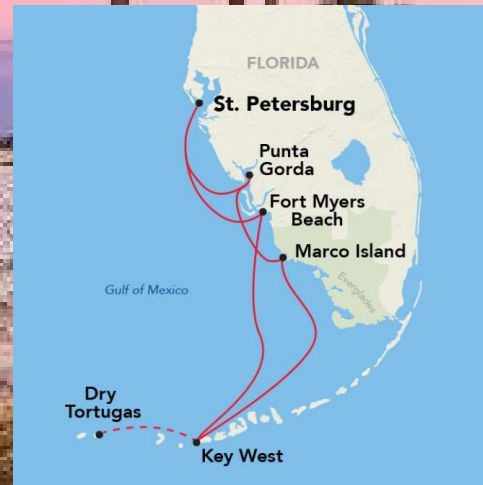 FLORIDA
St. Petersburg
Punta
Gorda
Fort Myers
Beach
Marco Island
Everglades
Gulf of Mexico
Dry
Tortugas
Key West